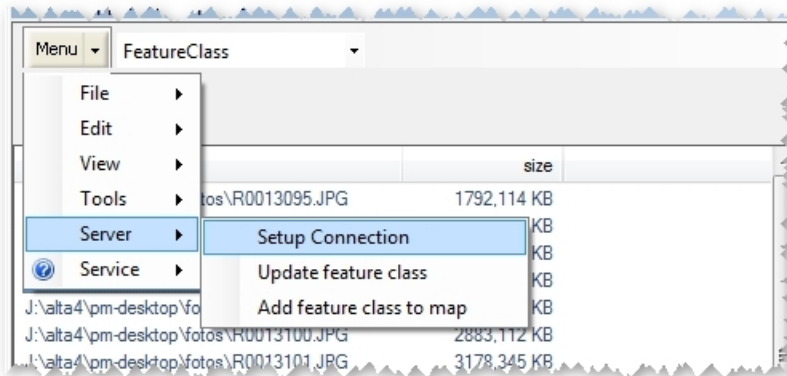 Menu FeatureClass
File
Edit
View
size
Tools
tos\R0013095.JPG 1792,114 KB
Server
Setup Connection
KB
Service
Update feature class
KB
Add feature class to map
KB
J:\alta4\pm-desktop\fo
J:\alta4\pm-desktop\fotos\R0013100.JPG 2883,112 KB
J:\alta4\pm-desktop\fotos\R0013101.JPG 3178,345 KB